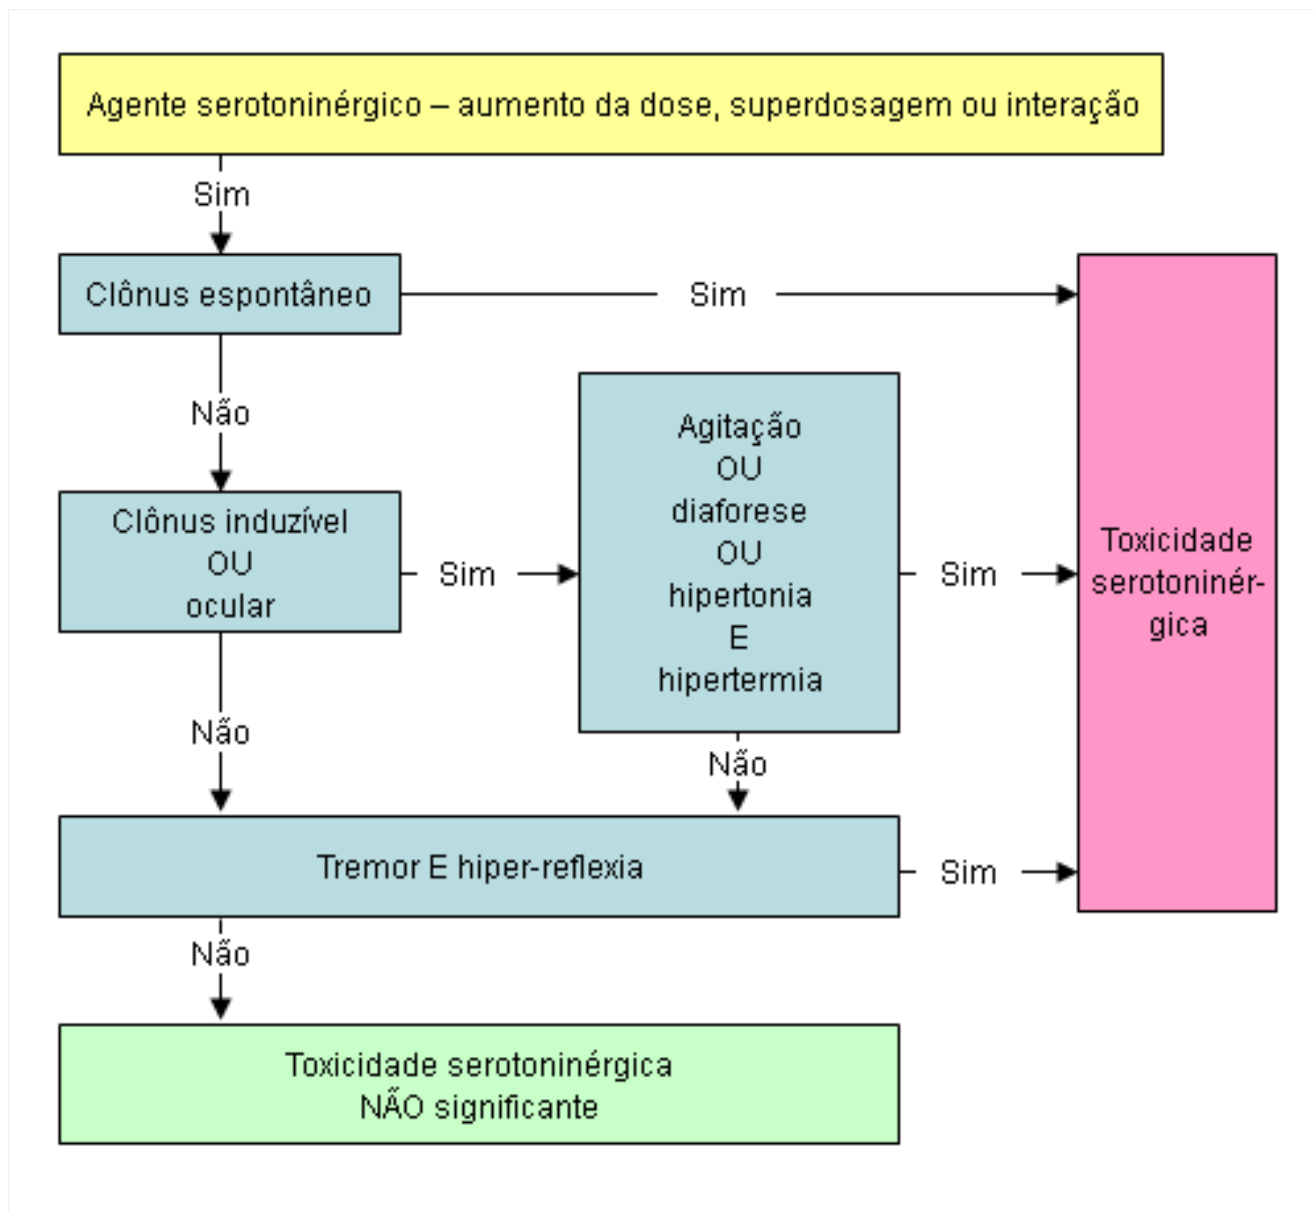 Agente serotoninérgico – aumento da dose, superdosagem ou interação
Sim
Clônus espontâneo
Sim
Não
Clônus induzível
OU
ocular
Sim
Agitação
OU
diaforese
OU
hipertonia
E
hipertermia
Sim
Toxicidade
serotoninér-
gica
Não
Não
Tremor E hiper-reflexia
Sim
Não
Toxicidade serotoninérgica
NÃO significante